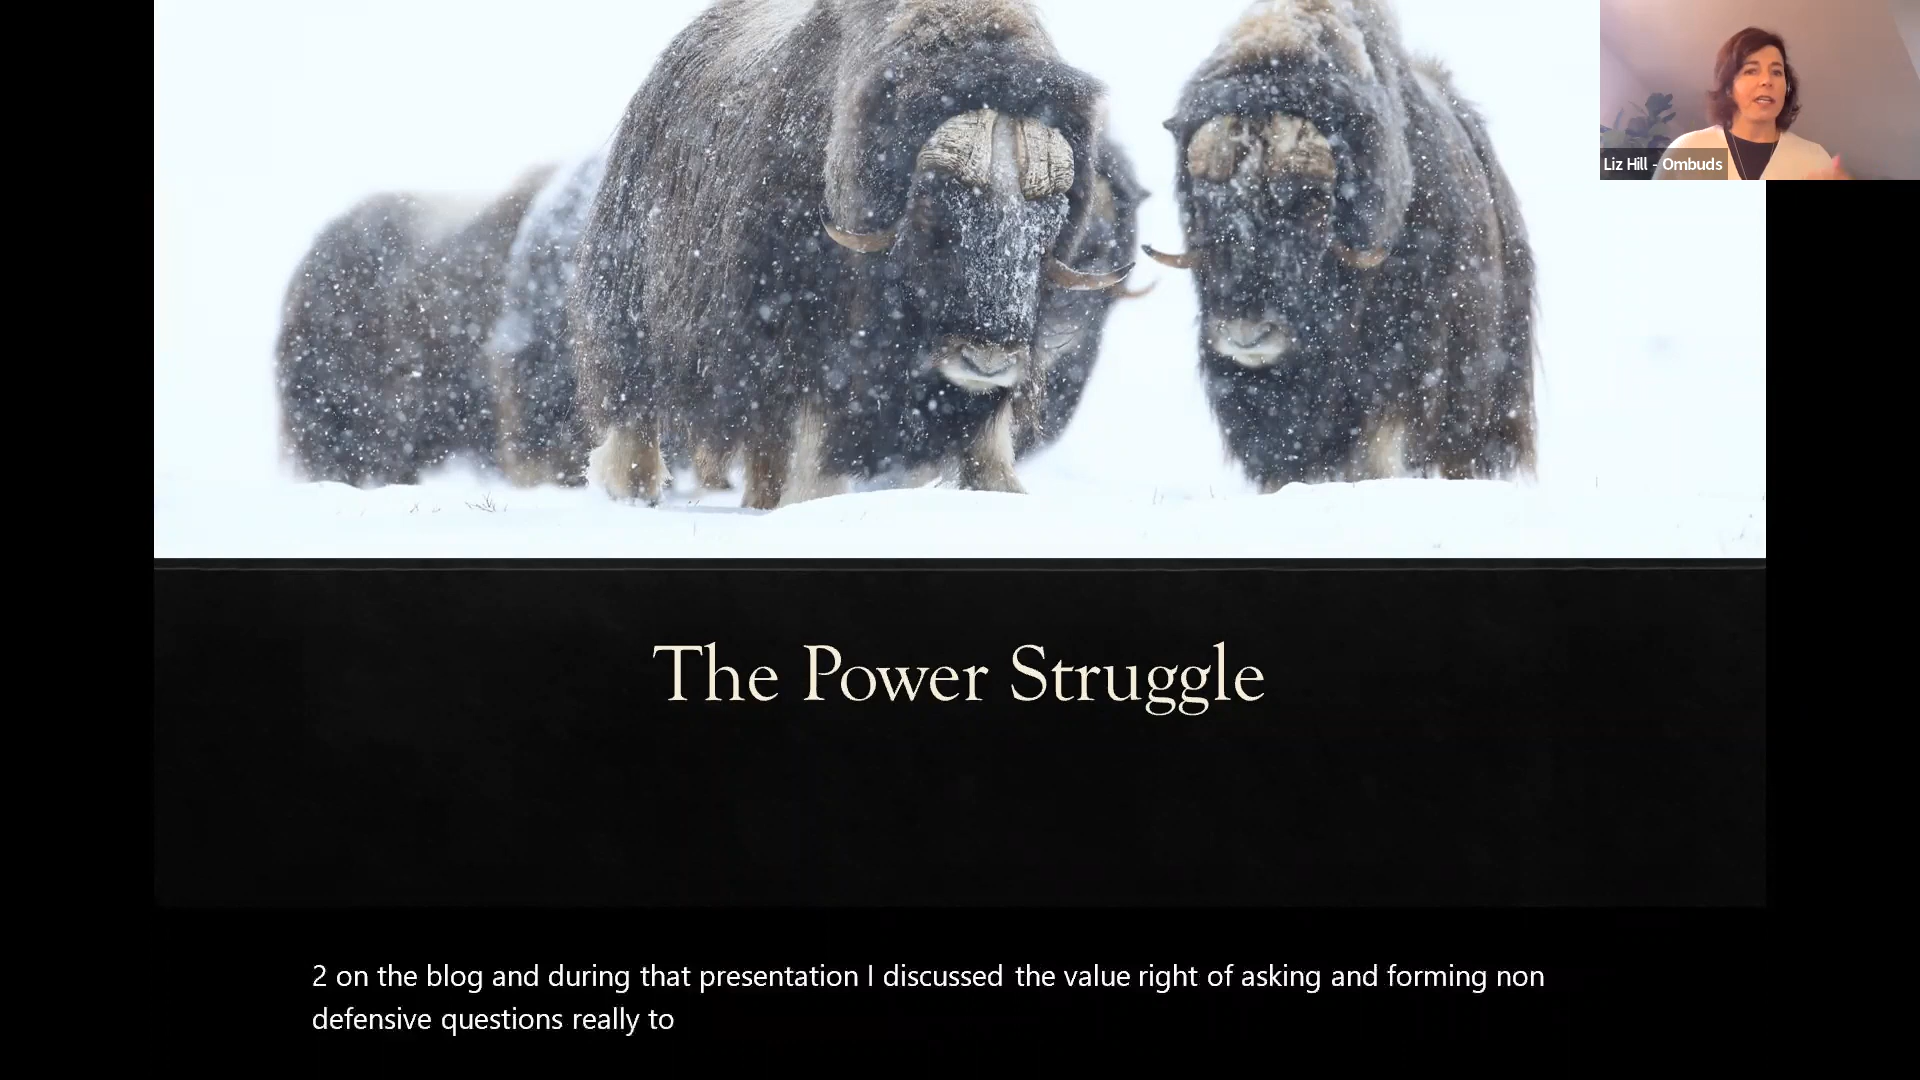 Liz Hill - Ombuds
The Power Struggle
2 on the blog and during that presentation I discussed the value right of asking and forming non
defensive questions really to